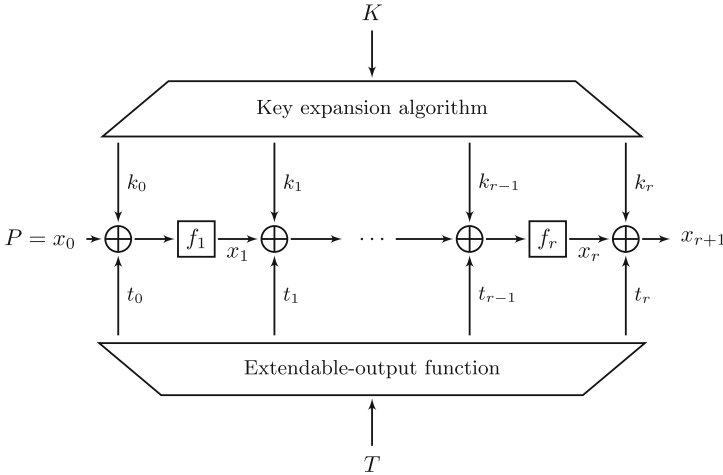 K
Key expansion algorithm
k₀ k₁ kᵣ₋₁ kᵣ
P = x₀ f₁ x₁ ··· fᵣ xᵣ xᵣ₊₁
t₀ t₁ tᵣ₋₁ tᵣ
Extendable-output function
T